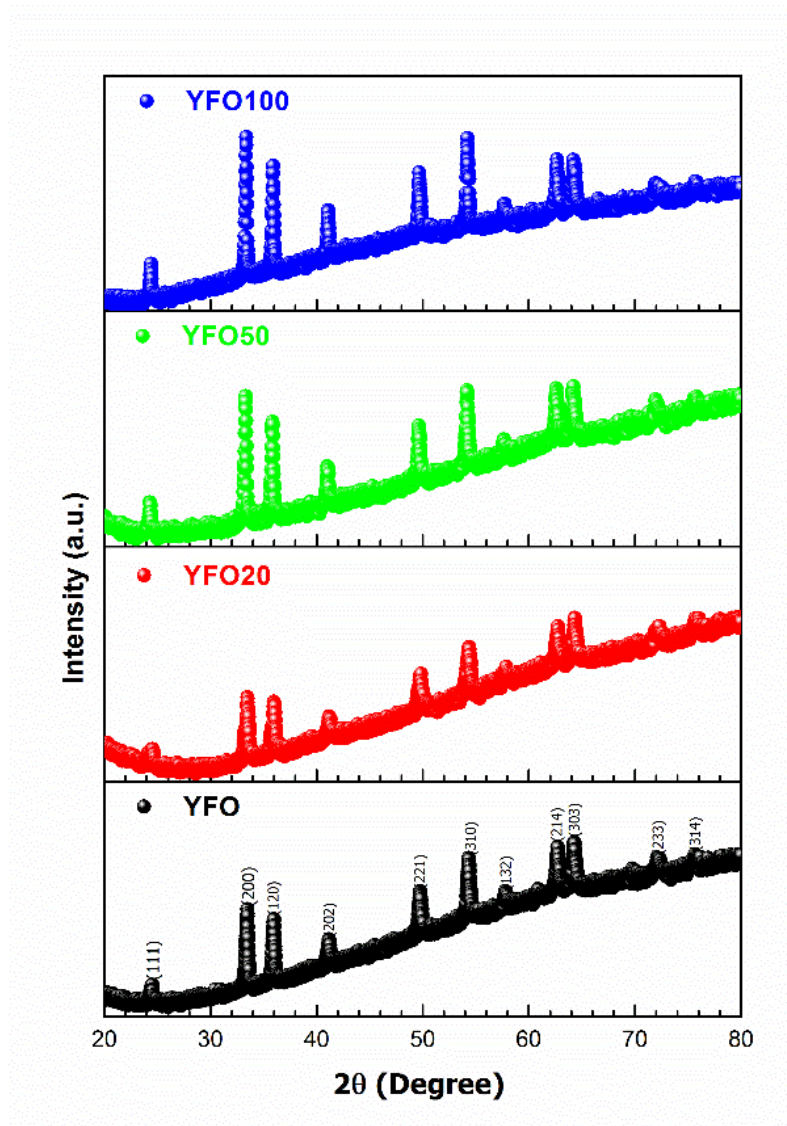 YFO100
YFO50
YFO20
YFO
(111)
(200)
(120)
(202)
(221)
(310)
(132)
(214)
(303)
(233)
(314)
Intensity (a.u.)
20 30 40 50 60 70 80
2θ (Degree)